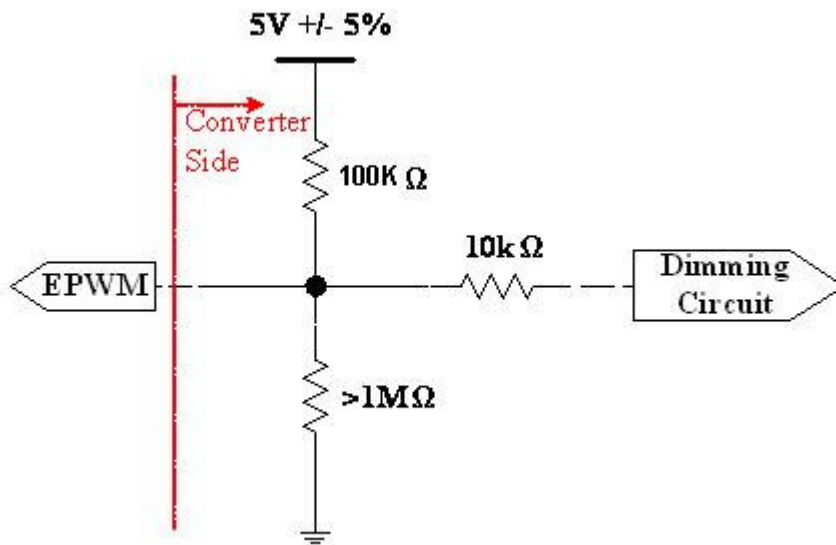 5V +/- 5%
Converter
Side
100K Ω
10k Ω
EPWM
Dimming
Circuit
>1MΩ